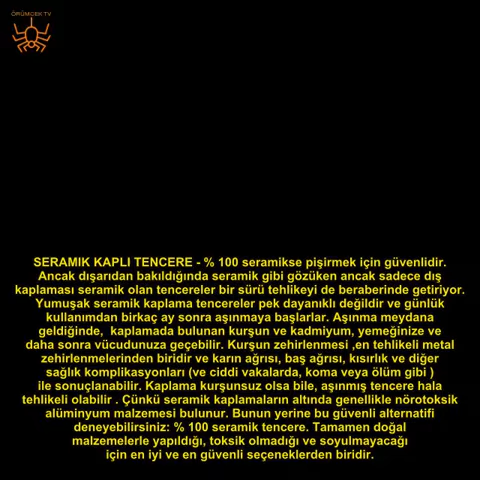 ÖRÜMCEK TV
SERAMIK KAPLI TENCERE - % 100 seramikse pişirmek için güvenlidir.
Ancak dışarıdan bakıldığında seramik gibi gözüken ancak sadece dış
kaplaması seramik olan tencereler bir sürü tehlikeyi de beraberinde getiriyor.
Yumuşak seramik kaplama tencereler pek dayanıklı değildir ve günlük
kullanımdan birkaç ay sonra aşınmaya başlarlar. Aşınma meydana
geldiğinde, kaplamada bulunan kurşun ve kadmiyum, yemeğinize ve
daha sonra vücudunuza geçebilir. Kurşun zehirlenmesi ,en tehlikeli metal
zehirlenmelerinden biridir ve karın ağrısı, baş ağrısı, kısırlık ve diğer
sağlık komplikasyonları (ve ciddi vakalarda, koma veya ölüm gibi )
ile sonuçlanabilir. Kaplama kurşunsuz olsa bile, aşınmış tencere hala
tehlikeli olabilir . Çünkü seramik kaplamaların altında genellikle nörotoksik
alüminyum malzemesi bulunur. Bunun yerine bu güvenli alternatifi
deneyebilirsiniz: % 100 seramik tencere. Tamamen doğal
malzemelerle yapıldığı, toksik olmadığı ve soyulmayacağı
için en iyi ve en güvenli seçeneklerden biridir.